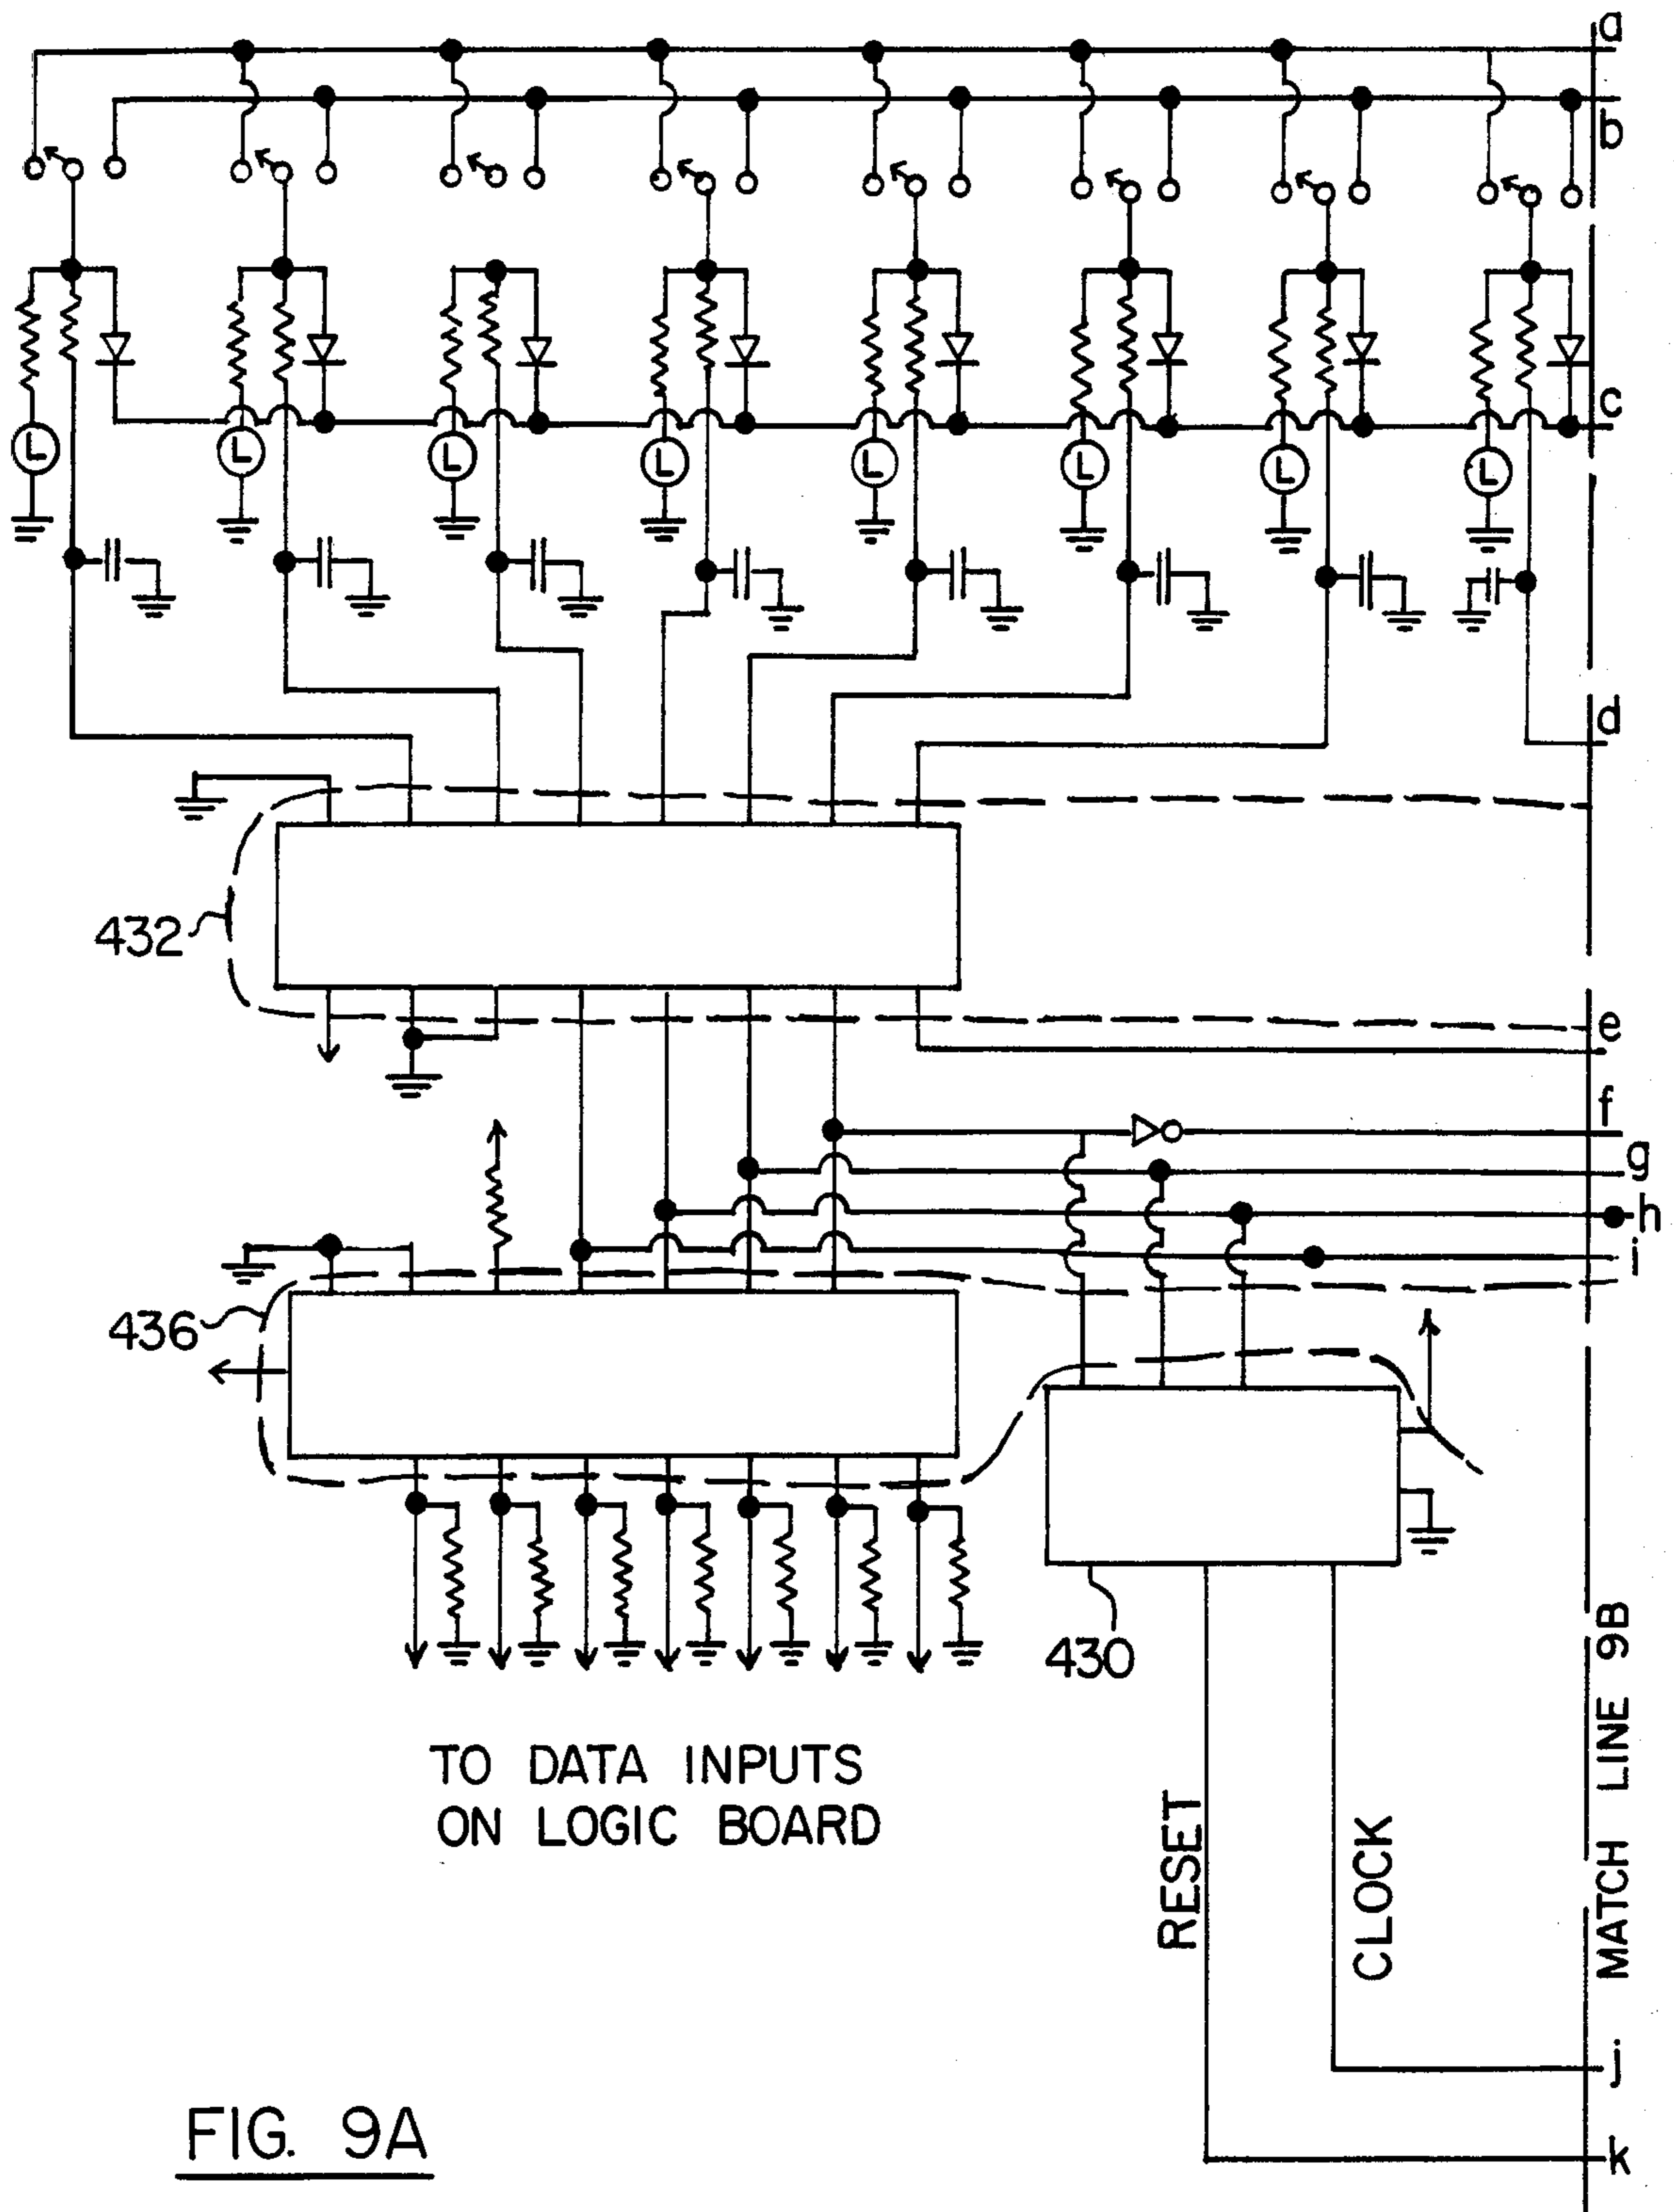 a
b
c
L
L
L
L
L
L
L
L
d
432
e
f
g
h
i
436
430
TO DATA INPUTS
ON LOGIC BOARD
RESET
CLOCK
MATCH LINE 9B
j
k
FIG. 9A